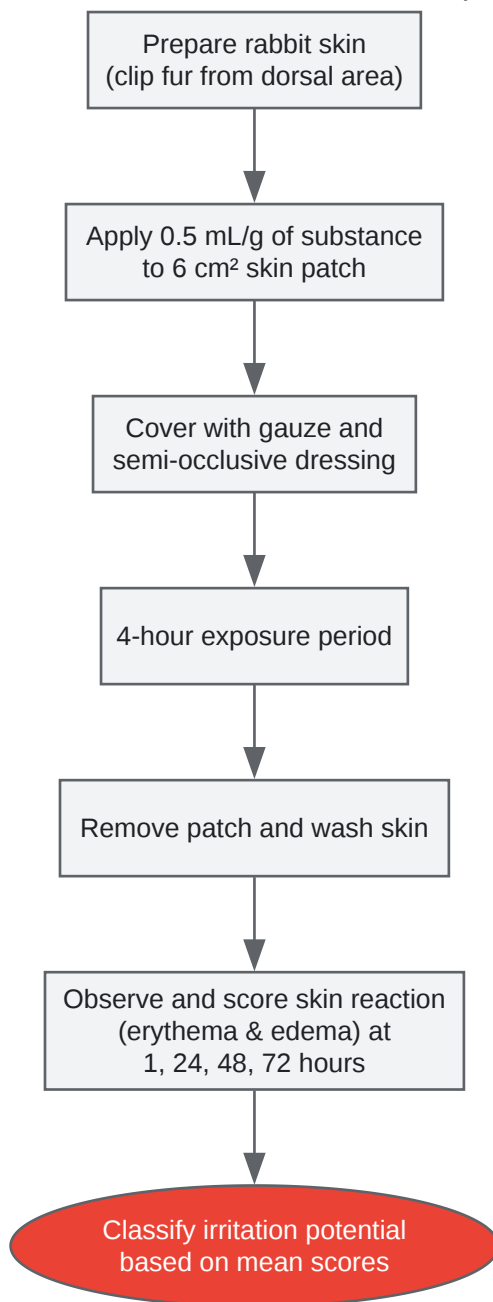 Prepare rabbit skin
(clip fur from dorsal area)
Apply 0.5 mL/g of substance
to 6 cm² skin patch
Cover with gauze and
semi-occlusive dressing
4-hour exposure period
Remove patch and wash skin
Observe and score skin reaction
(erythema & edema) at
1, 24, 48, 72 hours
Classify irritation potential
based on mean scores